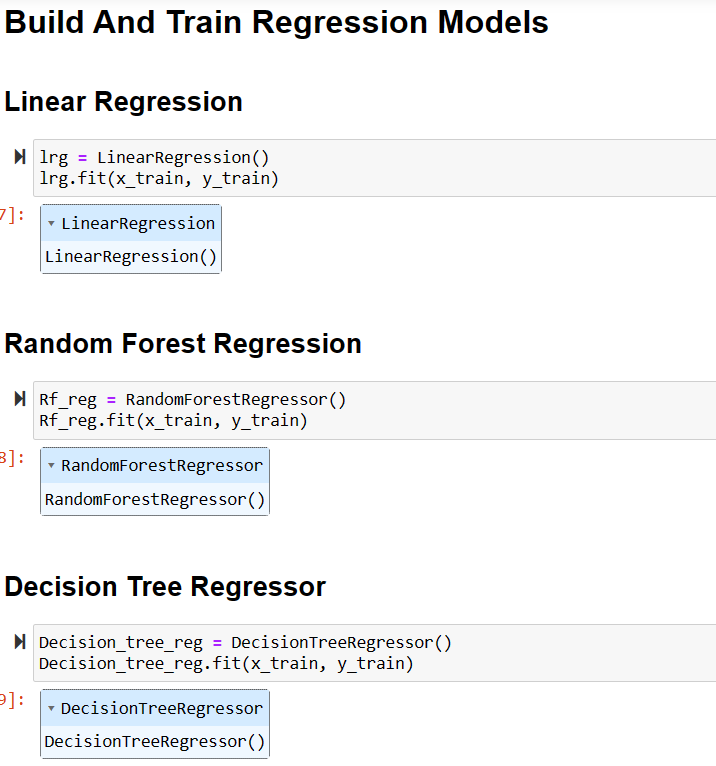 Build And Train Regression Models
Linear Regression
lrg = LinearRegression()
lrg.fit(x_train, y_train)
7]:
LinearRegression
LinearRegression()
Random Forest Regression
Rf_reg = RandomForestRegressor()
Rf_reg.fit(x_train, y_train)
8]:
RandomForestRegressor
RandomForestRegressor()
Decision Tree Regressor
Decision_tree_reg = DecisionTreeRegressor()
Decision_tree_reg.fit(x_train, y_train)
9]:
DecisionTreeRegressor
DecisionTreeRegressor()